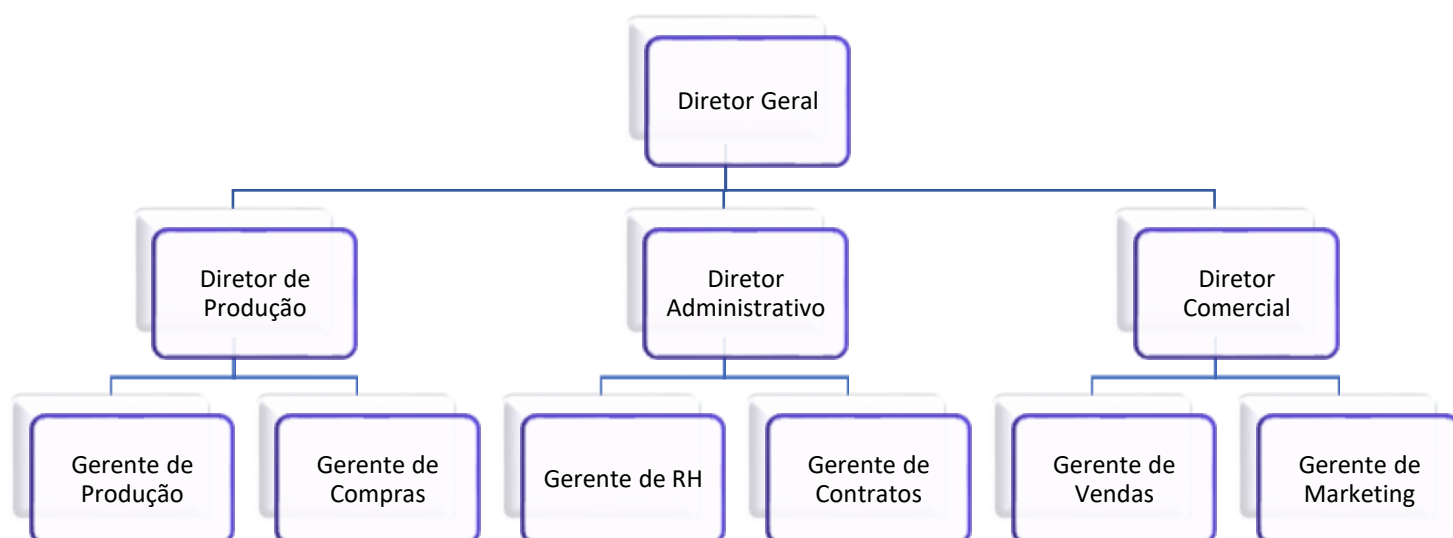 Diretor Geral
Diretor de
Produção
Diretor
Administrativo
Diretor
Comercial
Gerente de
Produção
Gerente de
Compras
Gerente de RH
Gerente de
Contratos
Gerente de
Vendas
Gerente de
Marketing